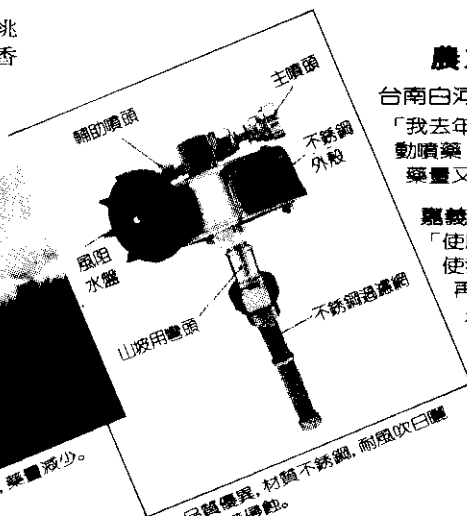 香
輔助噴頭
主噴頭
不銹鋼
外殼
風阻
水盤
山坡用彎頭
不銹鋼過濾網
藥量減少。
品質優異,材質不銹鋼,耐風吹日曬
台南白河
「我去年
動噴藥
藥量又
嘉義
「使
使
再